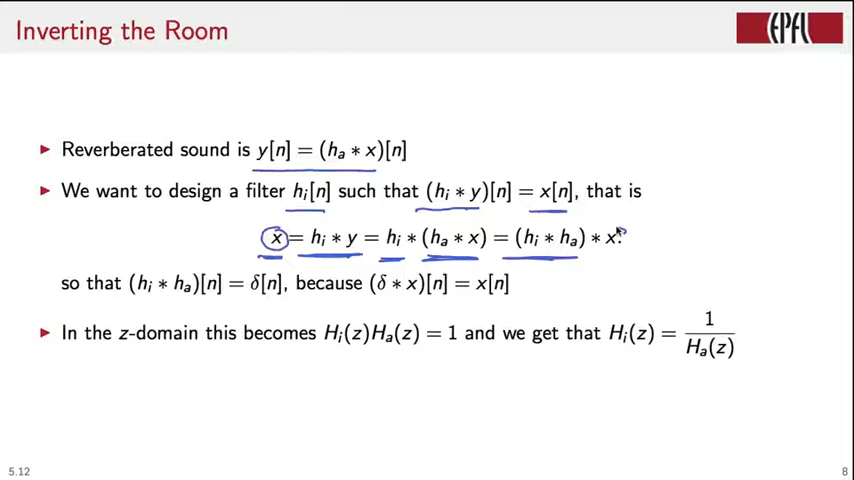 Inverting the Room
EPFL
▶ Reverberated sound is y[n] = (hₐ ∗ x)[n]
▶ We want to design a filter hᵢ[n] such that (hᵢ ∗ y)[n] = x[n], that is
x = hᵢ ∗ y = hᵢ ∗ (hₐ ∗ x) = (hᵢ ∗ hₐ) ∗ x.
so that (hᵢ ∗ hₐ)[n] = δ[n], because (δ ∗ x)[n] = x[n]
▶ In the z-domain this becomes Hᵢ(z)Hₐ(z) = 1 and we get that Hᵢ(z) = 1/Hₐ(z)
5.12
8